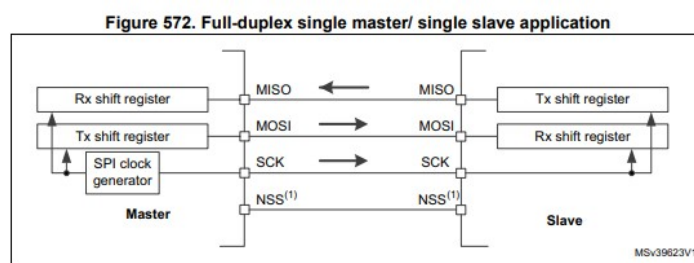 Figure 572. Full-duplex single master/ single slave application
Rx shift register
MISO
MISO
Tx shift register
Tx shift register
MOSI
MOSI
Rx shift register
SPI clock
generator
SCK
SCK
NSS(1)
NSS(1)
Master
Slave
MSv39623V1